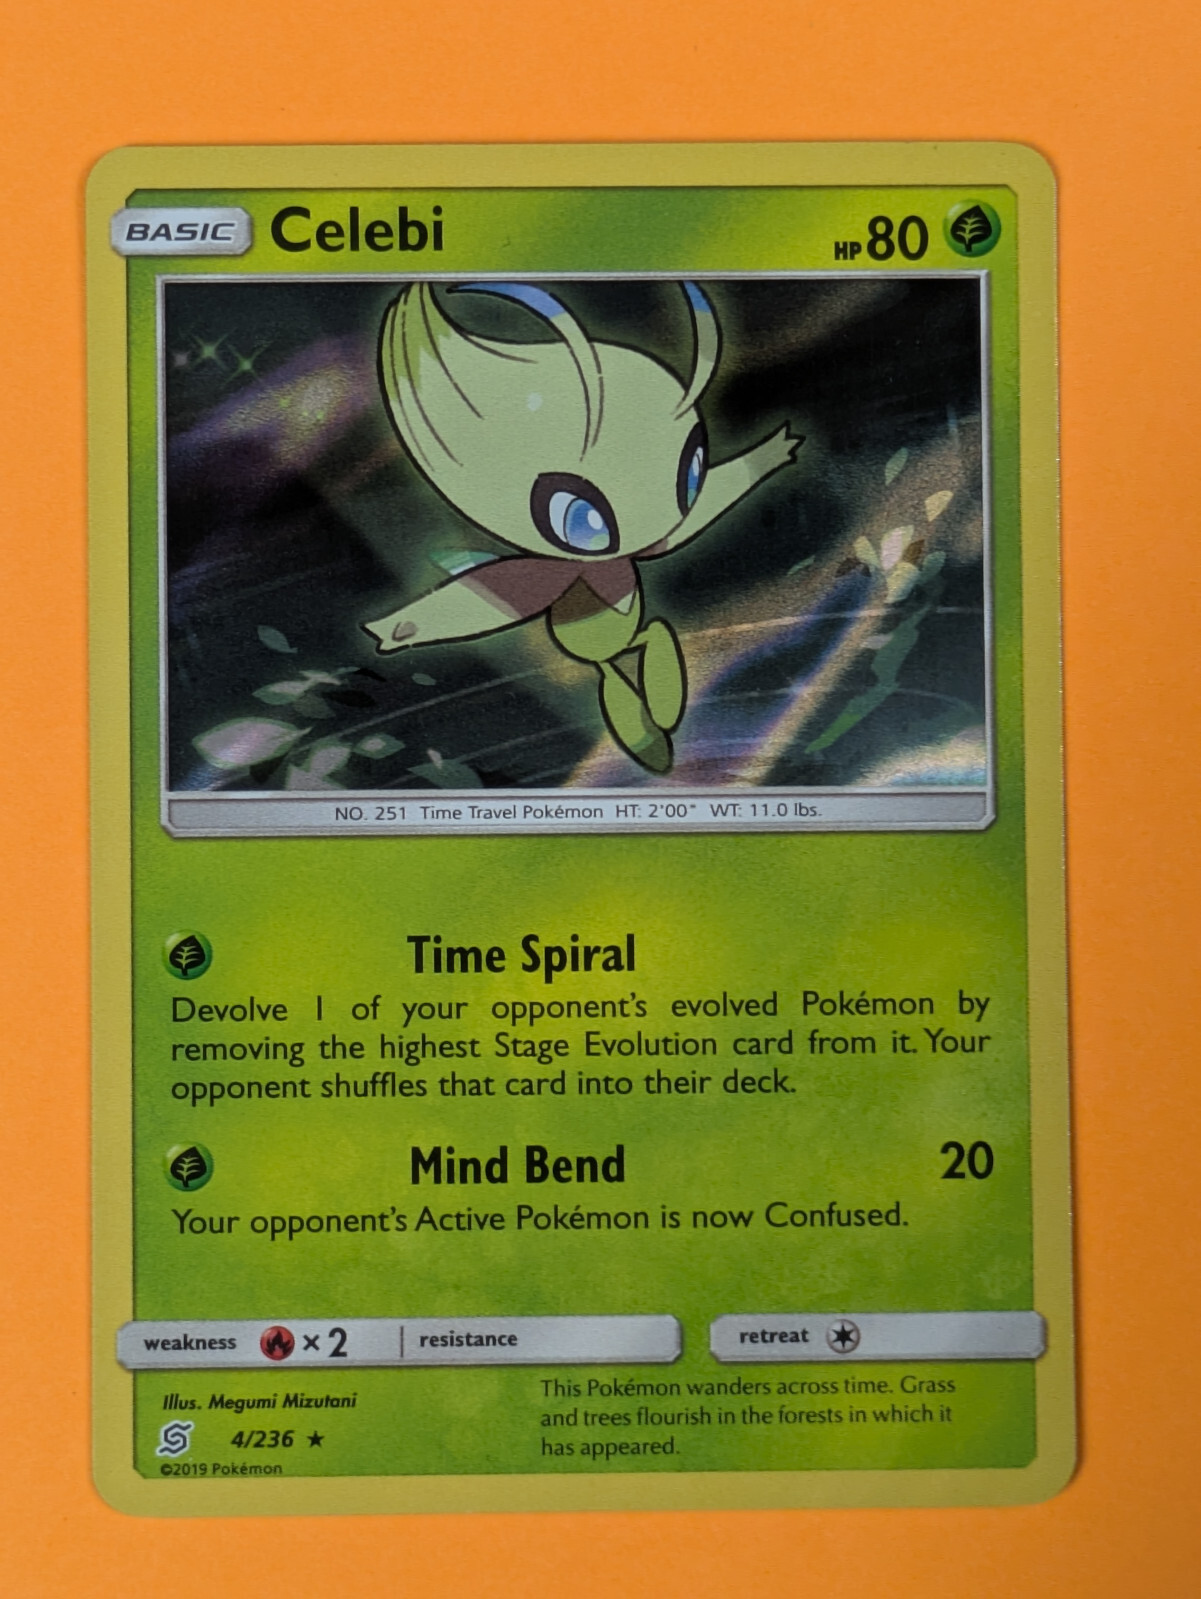 BASIC Celebi HP 80
NO. 251 Time Travel Pokémon HT: 2'00" WT: 11.0 lbs.
Time Spiral
Devolve 1 of your opponent's evolved Pokémon by
removing the highest Stage Evolution card from it. Your
opponent shuffles that card into their deck.
Mind Bend 20
Your opponent's Active Pokémon is now Confused.
weakness × 2 resistance retreat
Illus. Megumi Mizutani
4/236 ★
©2019 Pokémon
This Pokémon wanders across time. Grass
and trees flourish in the forests in which it
has appeared.